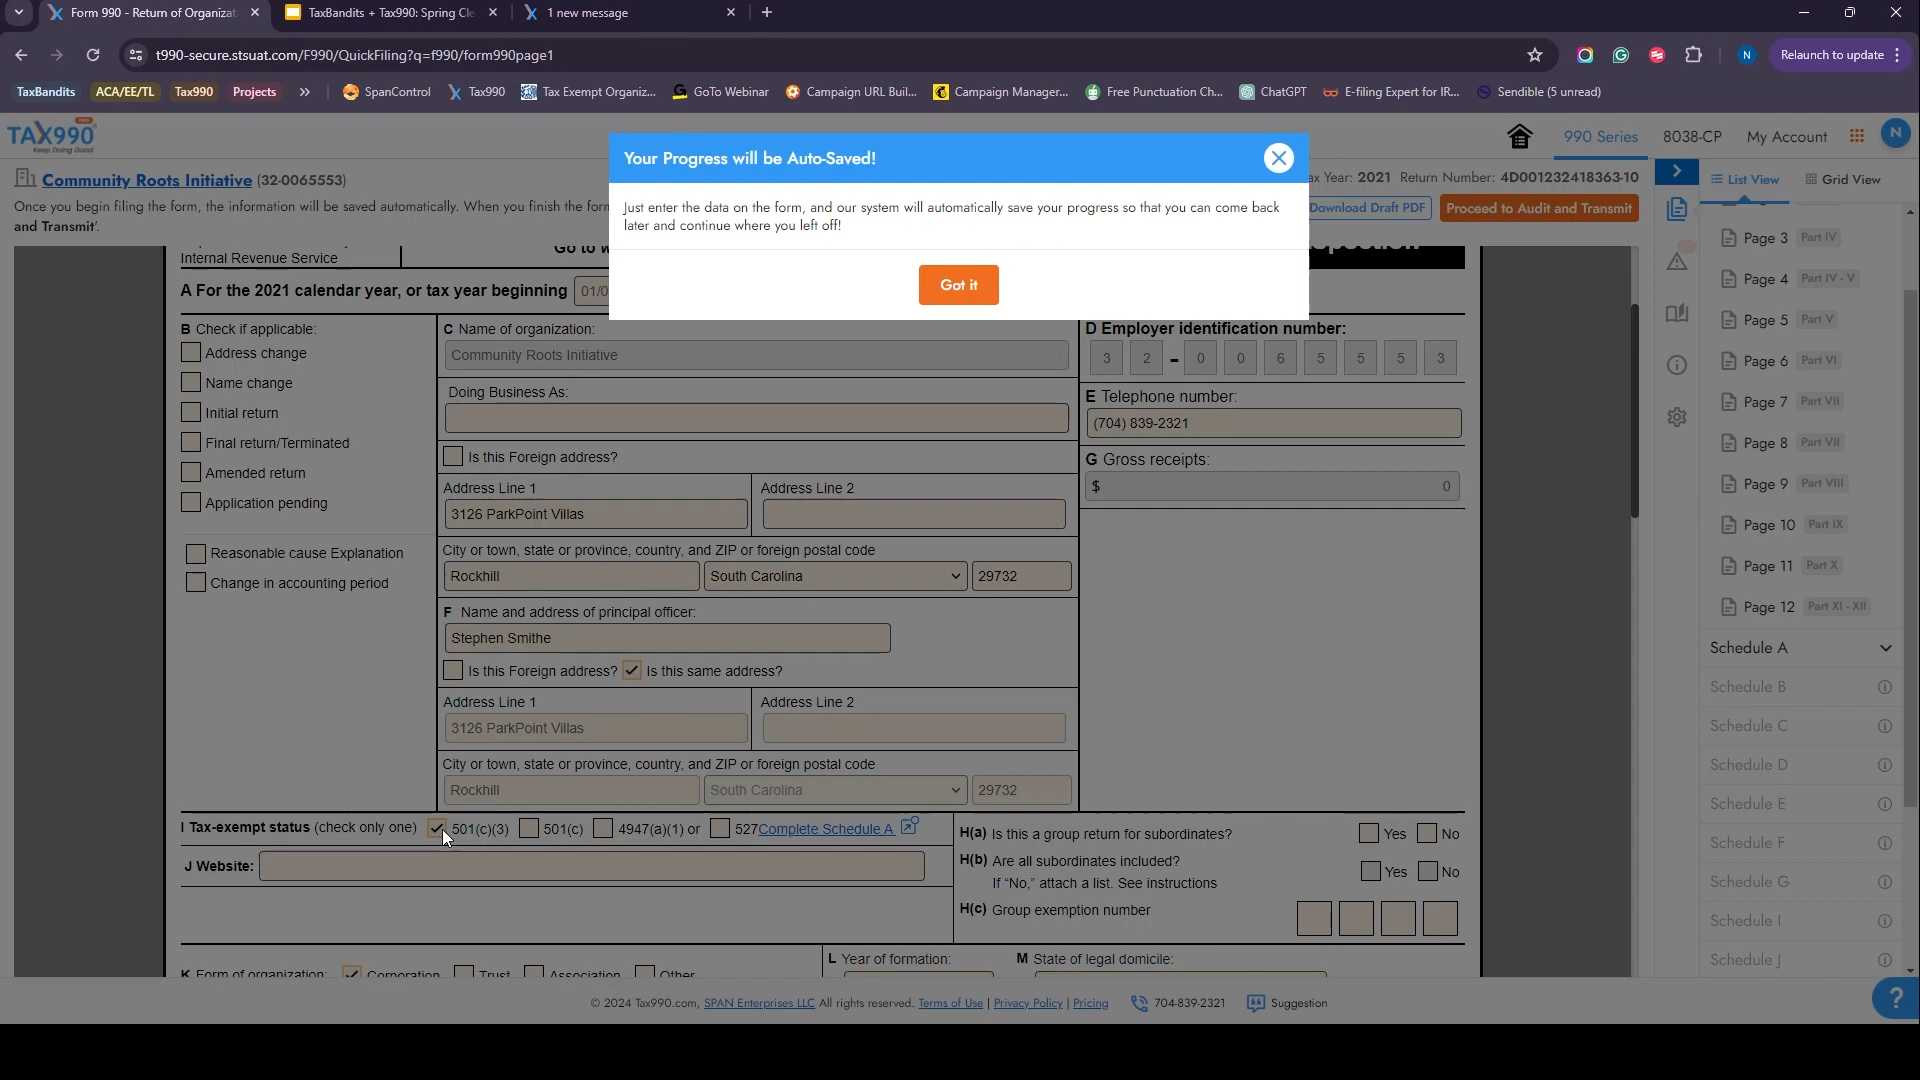 Form 990 - Return of Organizat
TaxBandits + Tax990: Spring Cle
1 new message
t990-secure.stsuat.com/F990/QuickFiling?q=f990/form990page1
N
Relaunch to update
TaxBandits
ACA/EE/TL
Tax990
Projects
SpanControl
Tax990
Tax Exempt Organiz...
GoTo Webinar
Campaign URL Buil...
Campaign Manager...
Free Punctuation Ch...
ChatGPT
E-filing Expert for IR...
Sendible (5 unread)
TAX990
Keep Doing Good
990 Series
8038-CP
My Account
N
Your Progress will be Auto-Saved!
Just enter the data on the form, and our system will automatically save your progress so that you can come back
later and continue where you left off!
Got it
Community Roots Initiative (32-0065553)
ax Year: 2021 Return Number: 4D001232418363-10
Once you begin filing the form, the information will be saved automatically. When you finish the form
and Transmit'.
Download Draft PDF
Proceed to Audit and Transmit
List View
Grid View
Internal Revenue Service
Go to w
A For the 2021 calendar year, or tax year beginning
01/0
B Check if applicable:
Address change
Name change
Initial return
Final return/Terminated
Amended return
Application pending
Reasonable cause Explanation
Change in accounting period
C Name of organization:
Community Roots Initiative
Doing Business As:
Is this Foreign address?
Address Line 1
Address Line 2
3126 ParkPoint Villas
City or town, state or province, country, and ZIP or foreign postal code
Rockhill
South Carolina
29732
F Name and address of principal officer:
Stephen Smithe
Is this Foreign address?
Is this same address?
Address Line 1
Address Line 2
3126 ParkPoint Villas
City or town, state or province, country, and ZIP or foreign postal code
Rockhill
South Carolina
29732
D Employer identification number:
3 2 - 0 0 6 5 5 5 3
E Telephone number:
(704) 839-2321
G Gross receipts:
$ 0
I Tax-exempt status (check only one)
501(c)(3)
501(c)
4947(a)(1) or
527
Complete Schedule A
J Website:
H(a) Is this a group return for subordinates?
Yes
No
H(b) Are all subordinates included?
If "No," attach a list. See instructions
Yes
No
H(c) Group exemption number
K Form of organization:
Corporation
Trust
Association
Other
L Year of formation:
M State of legal domicile:
Page 3 Part IV
Page 4 Part IV - V
Page 5 Part V
Page 6 Part VI
Page 7 Part VII
Page 8 Part VII
Page 9 Part VIII
Page 10 Part IX
Page 11 Part X
Page 12 Part XI - XII
Schedule A
Schedule B
Schedule C
Schedule D
Schedule E
Schedule F
Schedule G
Schedule I
Schedule J
© 2024 Tax990.com, SPAN Enterprises LLC All rights reserved. Terms of Use | Privacy Policy | Pricing
704-839-2321
Suggestion
?